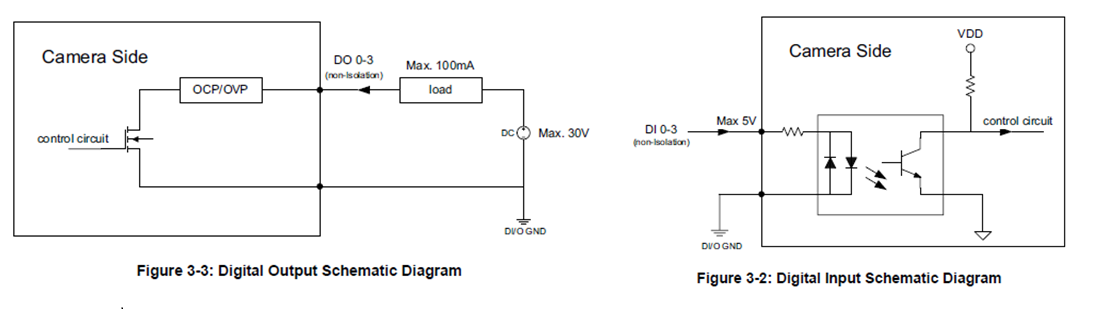 Camera Side
DO 0-3
(non-Isolation)
Max. 100mA
OCP/OVP
load
control circuit
DC
Max. 30V
DI/O GND
Figure 3-3: Digital Output Schematic Diagram
Camera Side
VDD
DI 0-3
(non-Isolation)
Max 5V
control circuit
DI/O GND
Figure 3-2: Digital Input Schematic Diagram